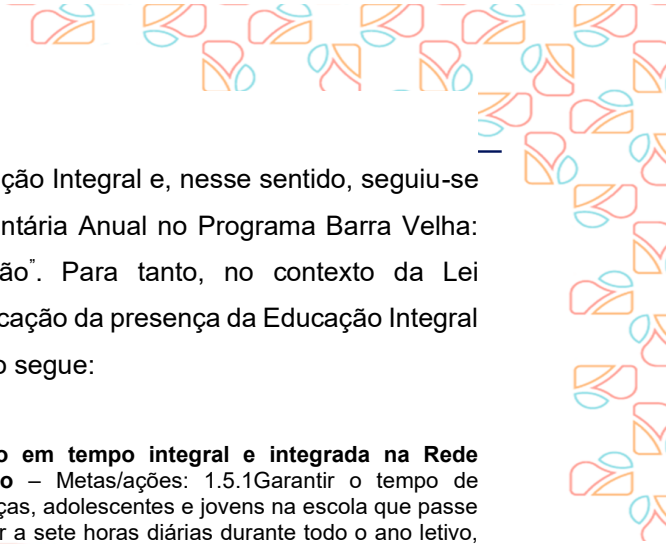 ção Integral e, nesse sentido, seguiu-se
ntária Anual no Programa Barra Velha:
ão”. Para tanto, no contexto da Lei
cação da presença da Educação Integral
o segue:
o em tempo integral e integrada na Rede
o – Metas/ações: 1.5.1Garantir o tempo de
ças, adolescentes e jovens na escola que passe
r a sete horas diárias durante todo o ano letivo,